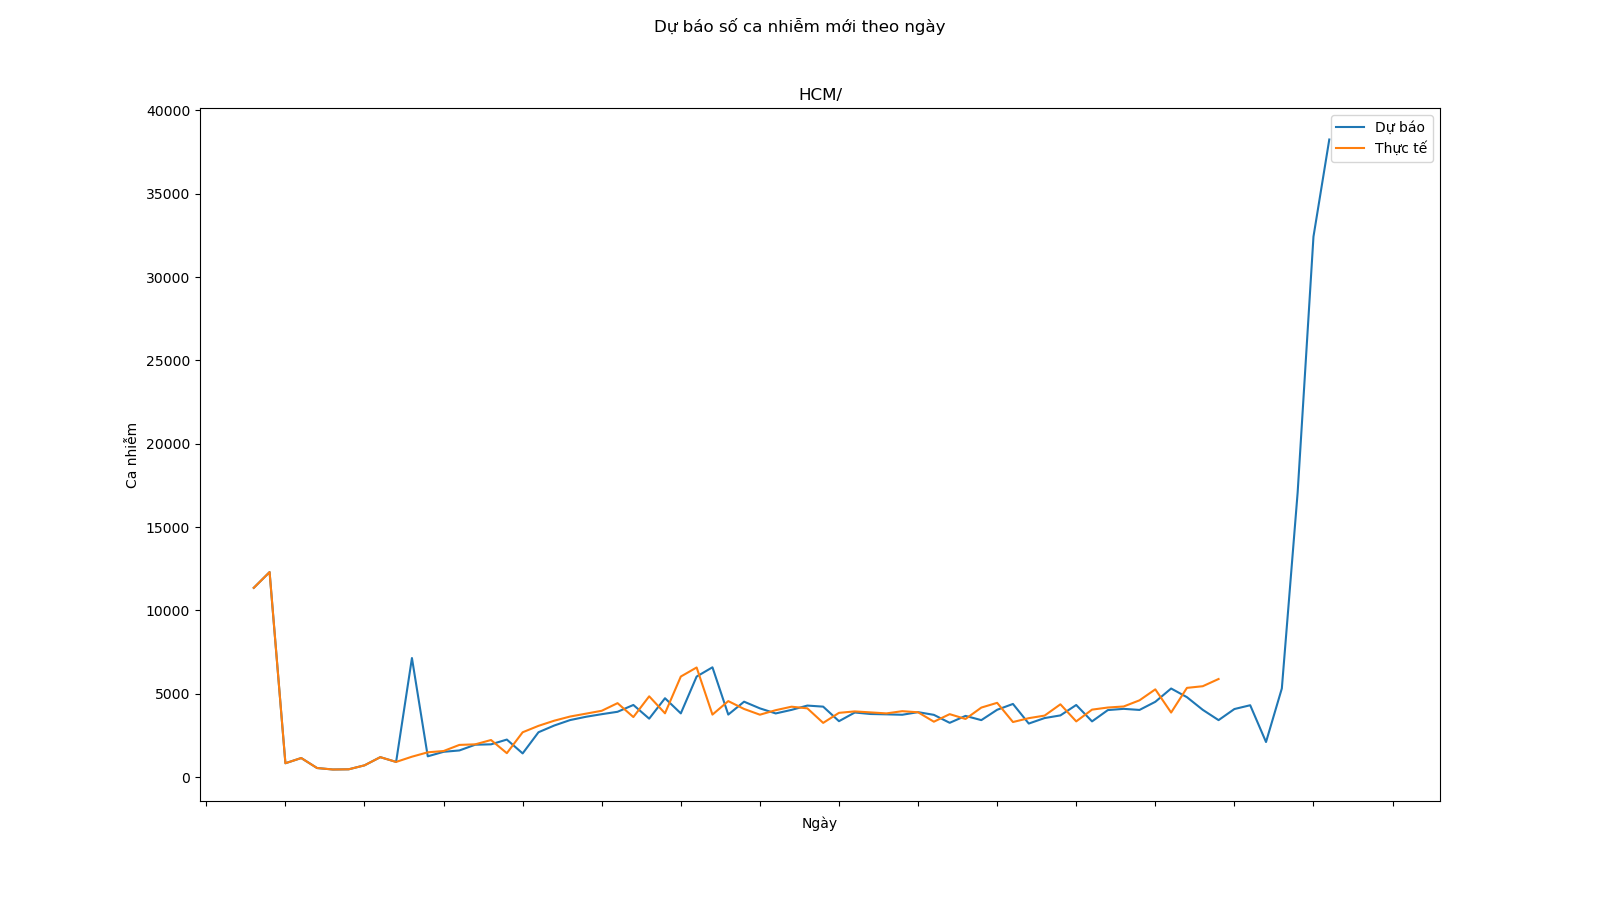 Dự báo số ca nhiễm mới theo ngày
HCM/
40000
35000
30000
25000
20000
15000
10000
5000
0
Ca nhiễm
Ngày
Dự báo
Thực tế